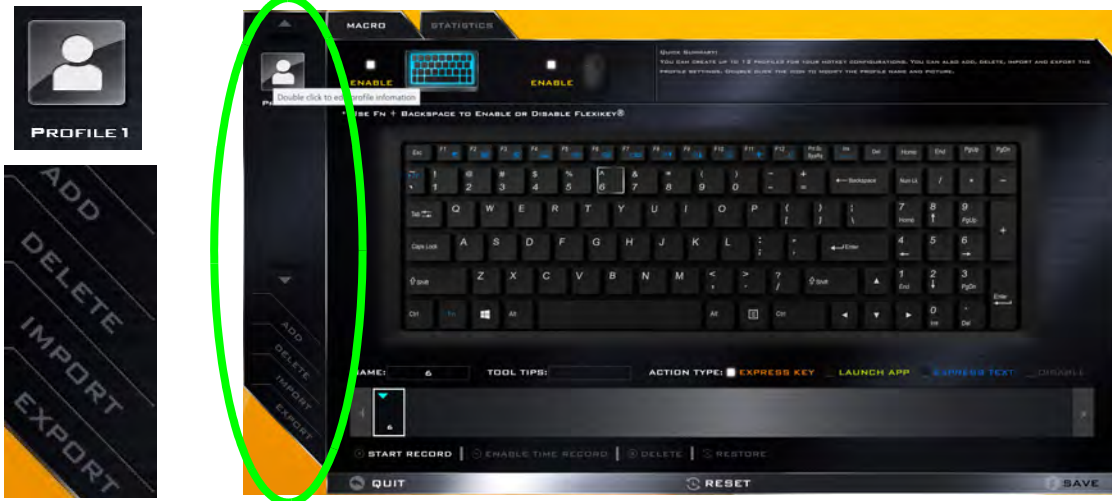 PROFILE 1
ADD
DELETE
IMPORT
EXPORT
MACRO
STATISTICS
ENABLE
ENABLE
QUICK SUMMARY:
YOU CAN CREATE UP TO 12 PROFILES FOR YOUR HOTKEY CONFIGURATIONS. YOU CAN ALSO ADD, DELETE, IMPORT AND EXPORT THE
PROFILE SETTINGS. DOUBLE CLICK THE ICON TO MODIFY THE PROFILE NAME AND PICTURE.
Double click to edit profile infomation
USE FN + BACKSPACE TO ENABLE OR DISABLE FLEXIKEY®
Esc F1 F2 F3 F4 F5 F6 F7 F8 F9 F10 F11 F12 PrtSc SysRq Ins Del Home End PgUp PgDn
~ ! @ # $ % ^ & * ( ) _ +
` 1 2 3 4 5 6 7 8 9 0 - = ← Backspace Num Lk / * -
Tab Q W E R T Y U I O P { [ } ] | \ 7 Home 8 ↑ 9 PgUp +
Caps Lock A S D F G H J K L : ; " ' Enter 4 ← 5 6 →
⇧ Shift Z X C V B N M < , > . ? / ⇧ Shift ▲ 1 End 2 ↓ 3 PgDn Enter
Ctrl Fn Alt Alt Ctrl ◄ ▼ ► 0 Ins . Del
NAME: 6 TOOL TIPS: ACTION TYPE: EXPRESS KEY LAUNCH APP EXPRESS TEXT DISABLE
6
START RECORD ENABLE TIME RECORD DELETE RESTORE
ADD
DELETE
IMPORT
EXPORT
QUIT RESET SAVE